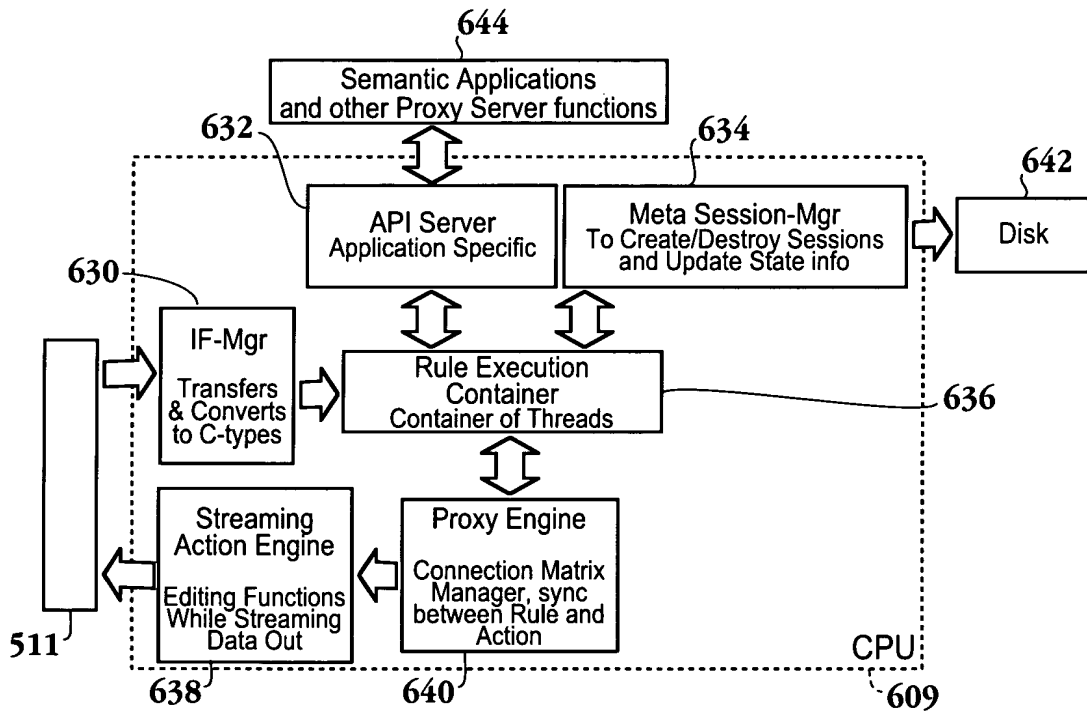 644
Semantic Applications
and other Proxy Server functions
632
634
642
API Server
Application Specific
Meta Session-Mgr
To Create/Destroy Sessions
and Update State info
Disk
630
IF-Mgr
Transfers
& Converts
to C-types
Rule Execution
Container
Container of Threads
636
Streaming
Action Engine
Editing Functions
While Streaming
Data Out
Proxy Engine
Connection Matrix
Manager, sync
between Rule and
Action
511
638
640
CPU
609